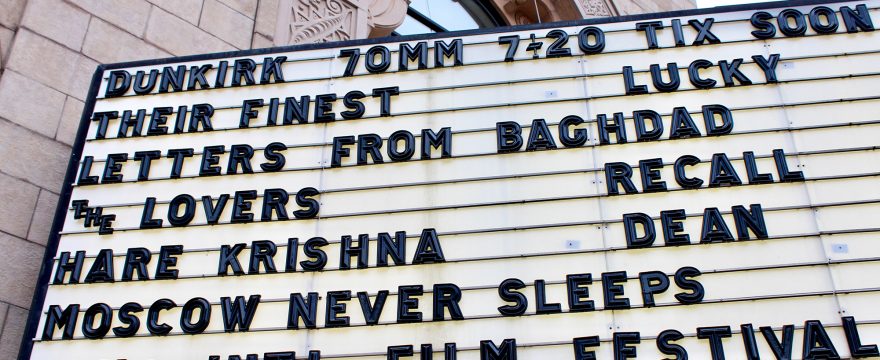 DUNKIRK 70MM 7-20 TIX SOON
THEIR FINEST LUCKY
LETTERS FROM BAGHDAD
THE LOVERS RECALL
HARE KRISHNA DEAN
MOSCOW NEVER SLEEPS
INTL FILM FESTIVAL